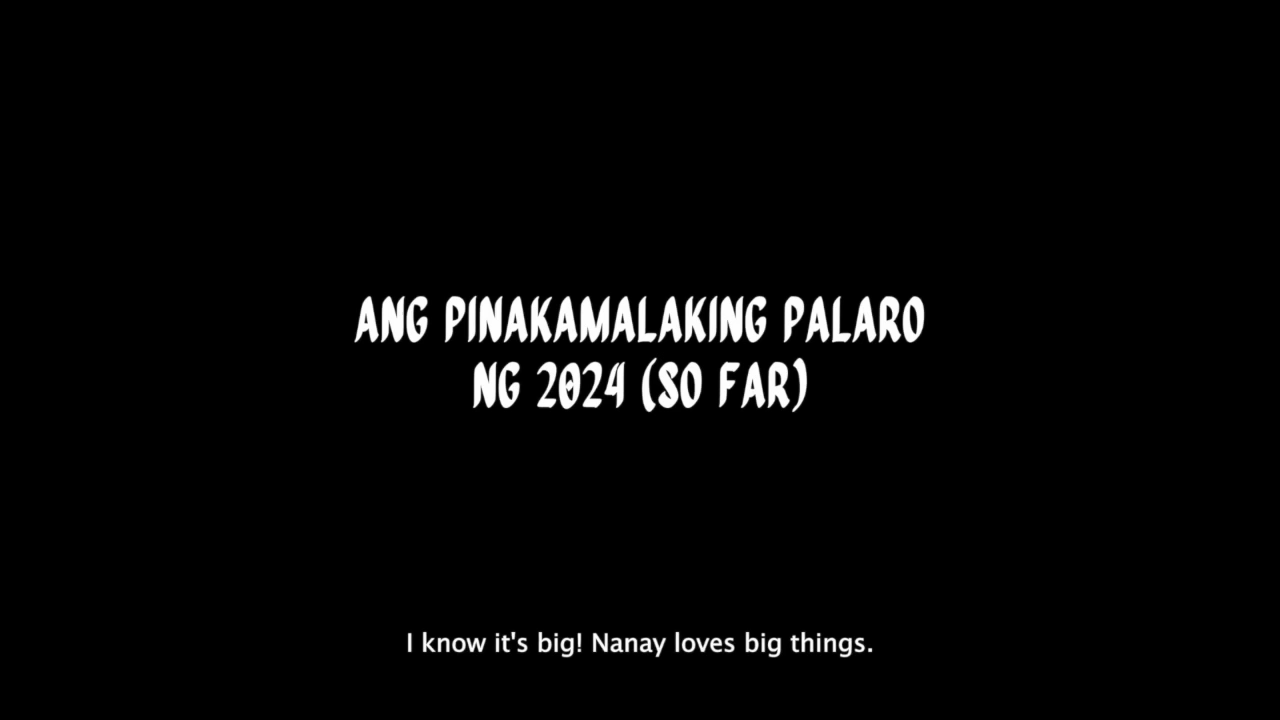 ANG PINAKAMALAKING PALARO
NG 2024 (SO FAR)
I know it's big! Nanay loves big things.